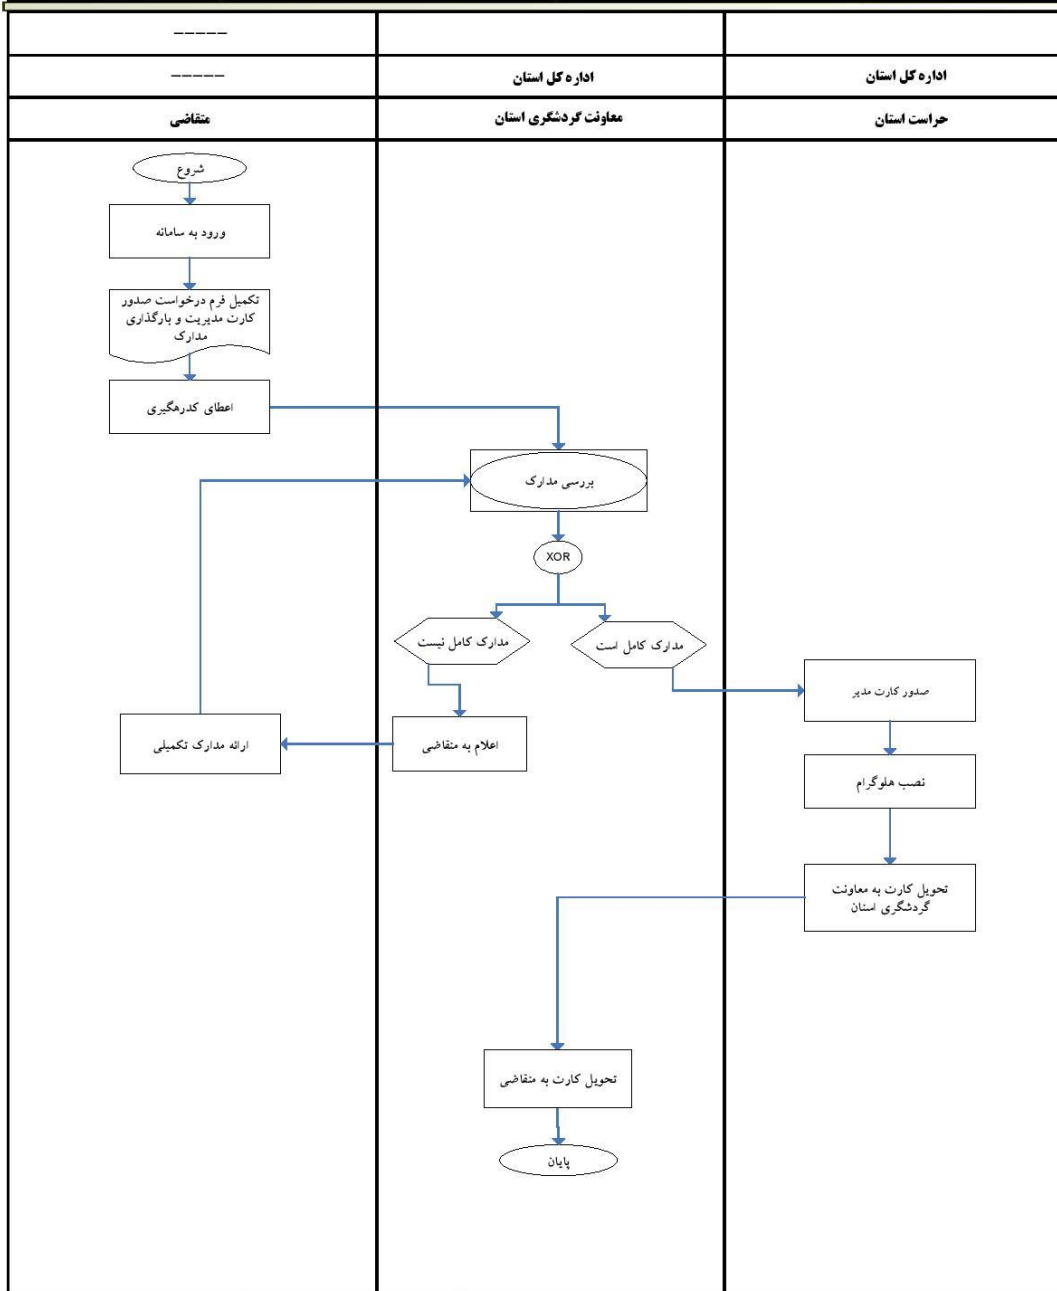 -----
-----
اداره کل استان
اداره کل استان
متقاضی
معاونت گردشگری استان
حراست استان
شروع
ورود به سامانه
تکمیل فرم درخواست صدور
کارت مدیریت و بارگذاری
مدارک
اعطای کدرهگیری
بررسی مدارک
XOR
مدارک کامل نیست
مدارک کامل است
صدور کارت مدیر
اعلام به متقاضی
ارائه مدارک تکمیلی
نصب هلوگرام
تحویل کارت به معاونت
گردشگری استان
تحویل کارت به متقاضی
پایان